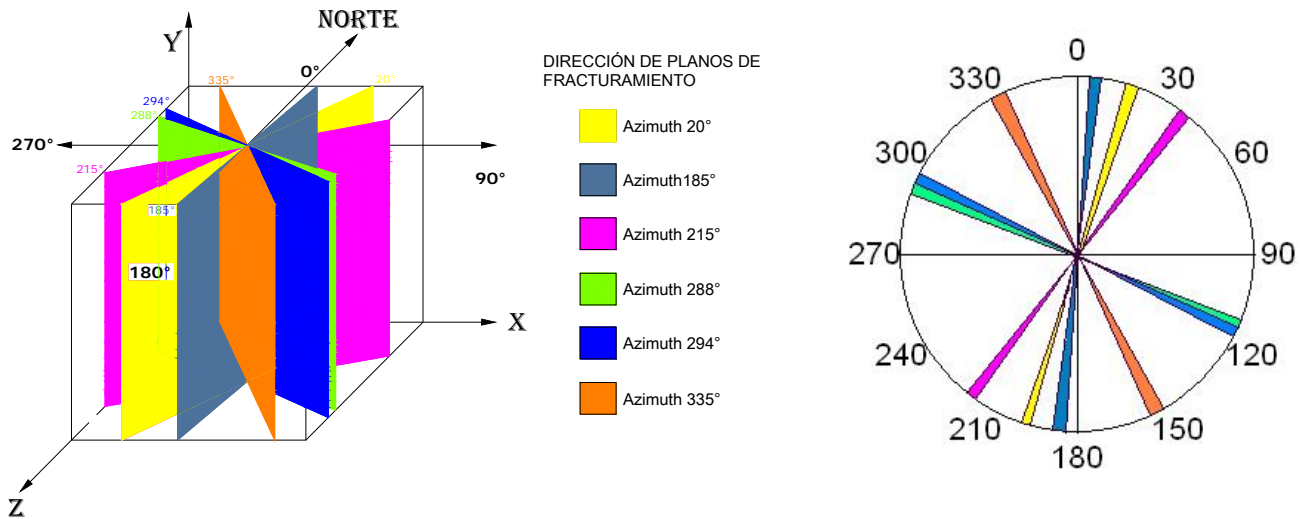 NORTE
Y
335°
0°
20°
294°
288°
270°
90°
215°
185°
180°
X
Z
DIRECCIÓN DE PLANOS DE
FRACTURAMIENTO
Azimuth 20°
Azimuth185°
Azimuth 215°
Azimuth 288°
Azimuth 294°
Azimuth 335°
0
330
30
300
60
270
90
240
120
210
150
180